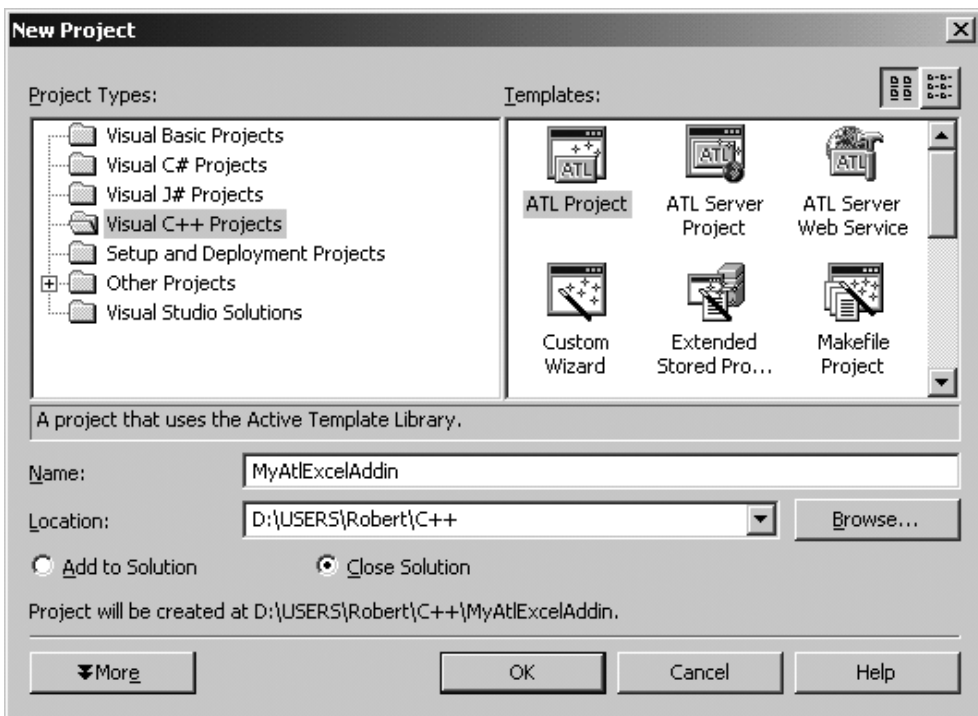 New Project
Project Types:
Templates:
Visual Basic Projects
Visual C# Projects
Visual J# Projects
Visual C++ Projects
Setup and Deployment Projects
Other Projects
Visual Studio Solutions
ATL
ATL
ATL
ATL Project
ATL Server
Project
ATL Server
Web Service
Custom
Wizard
Extended
Stored Pro...
Makefile
Project
A project that uses the Active Template Library.
Name:
MyAtlExcelAddin
Location:
D:\USERS\Robert\C++
Browse...
Add to Solution
Close Solution
Project will be created at D:\USERS\Robert\C++\MyAtlExcelAddin.
More
OK
Cancel
Help